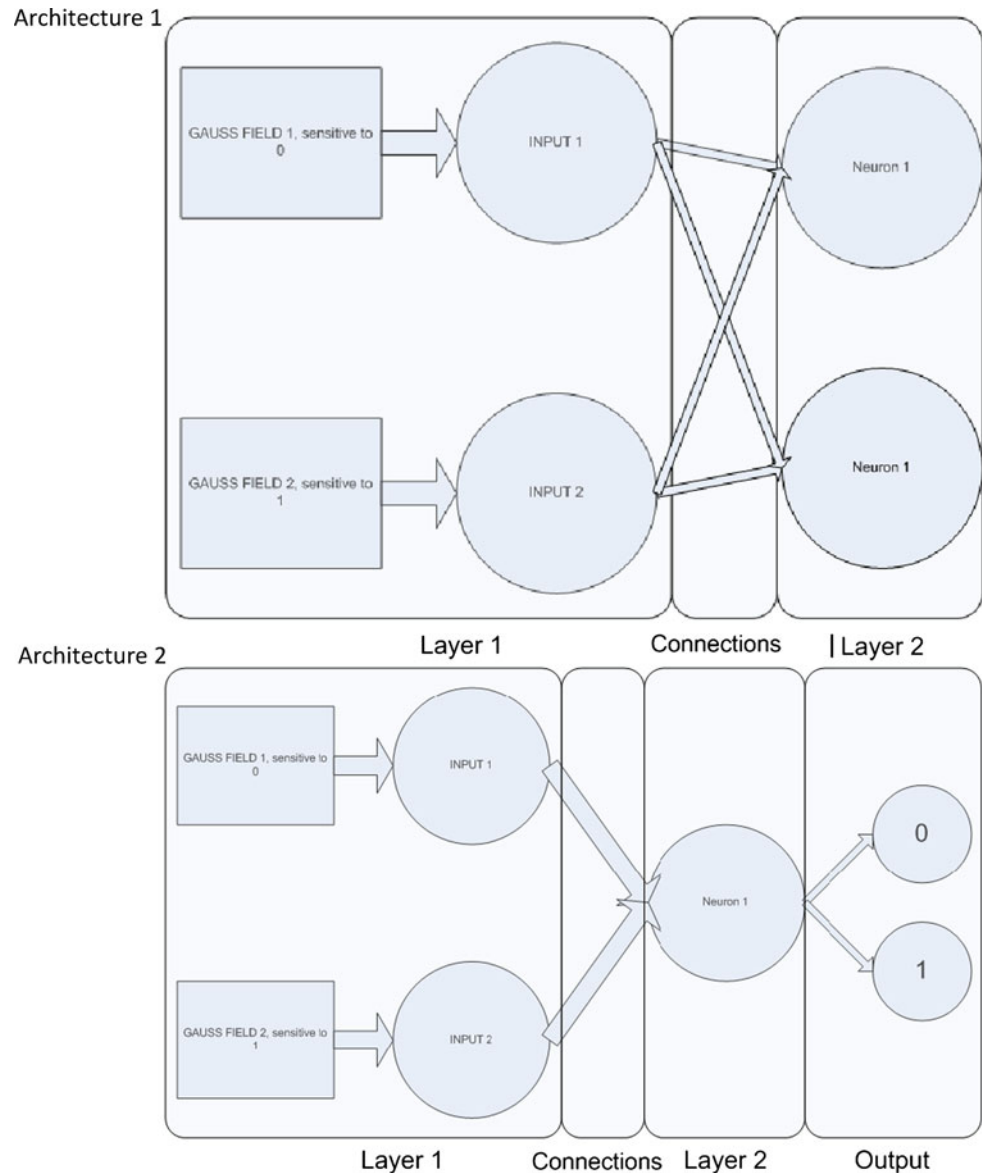 Architecture 1
GAUSS FIELD 1, sensitive to
0
INPUT 1
Neuron 1
GAUSS FIELD 2, sensitive to
1
INPUT 2
Neuron 1
Layer 1
Connections
Layer 2
Architecture 2
GAUSS FIELD 1, sensitive to
0
INPUT 1
Neuron 1
0
1
GAUSS FIELD 2, sensitive to
1
INPUT 2
Layer 1
Connections
Layer 2
Output